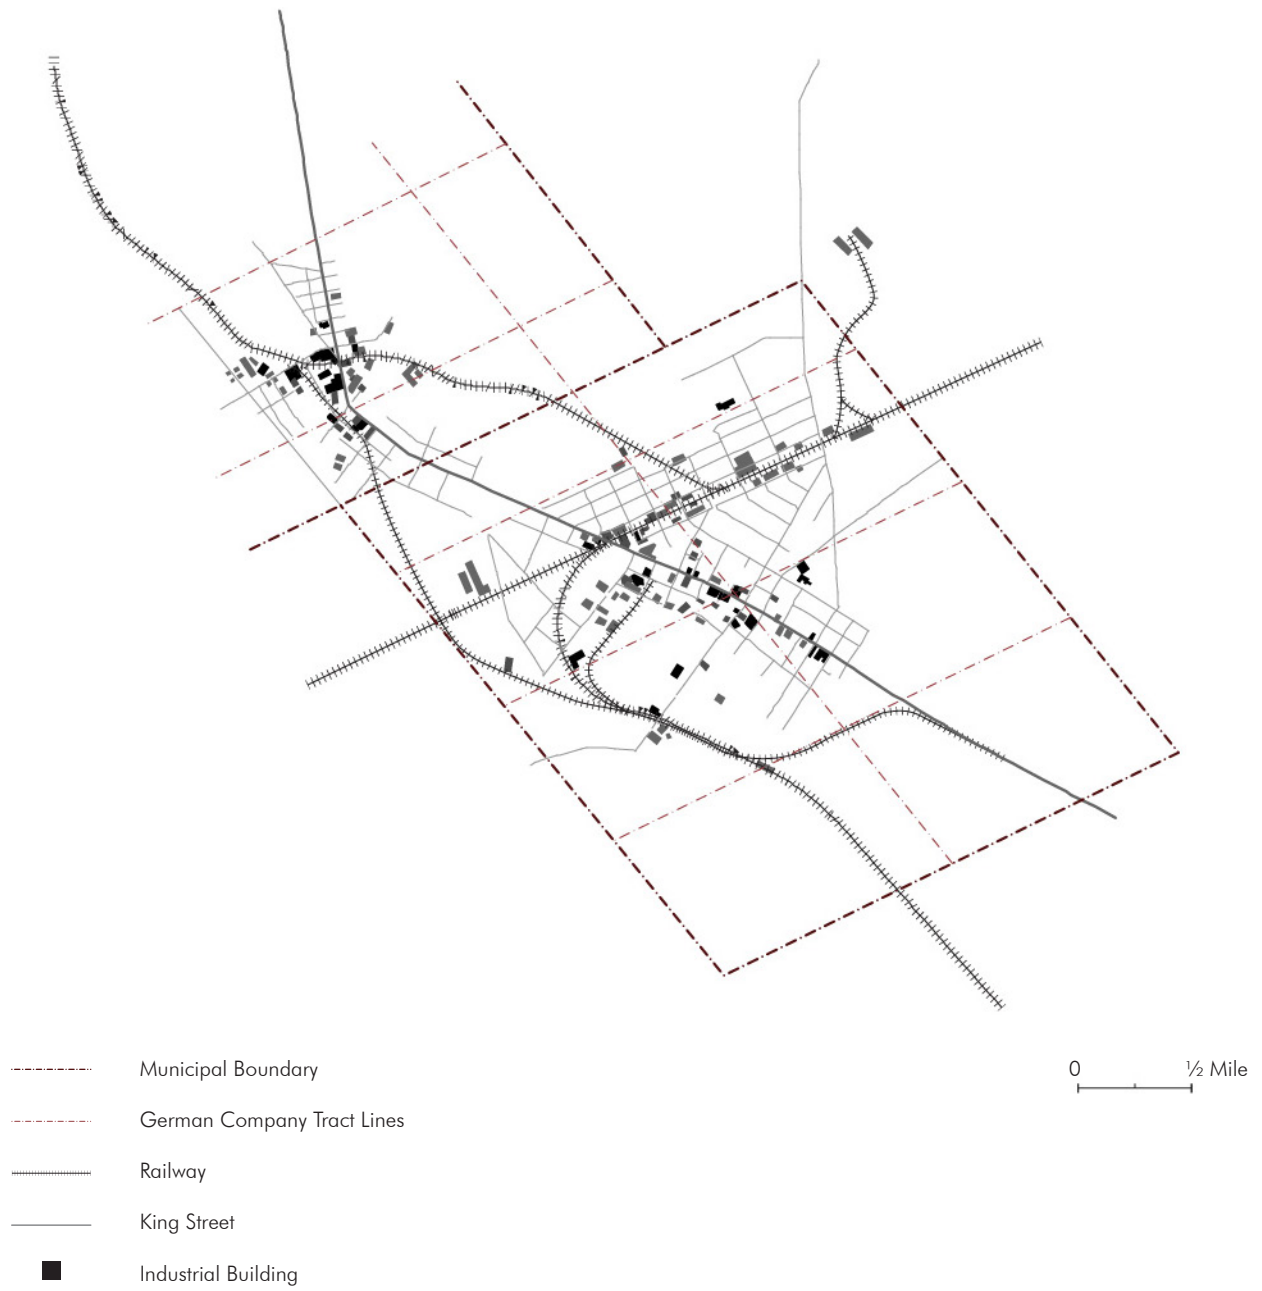 Municipal Boundary
0 ½ Mile
German Company Tract Lines
Railway
King Street
Industrial Building